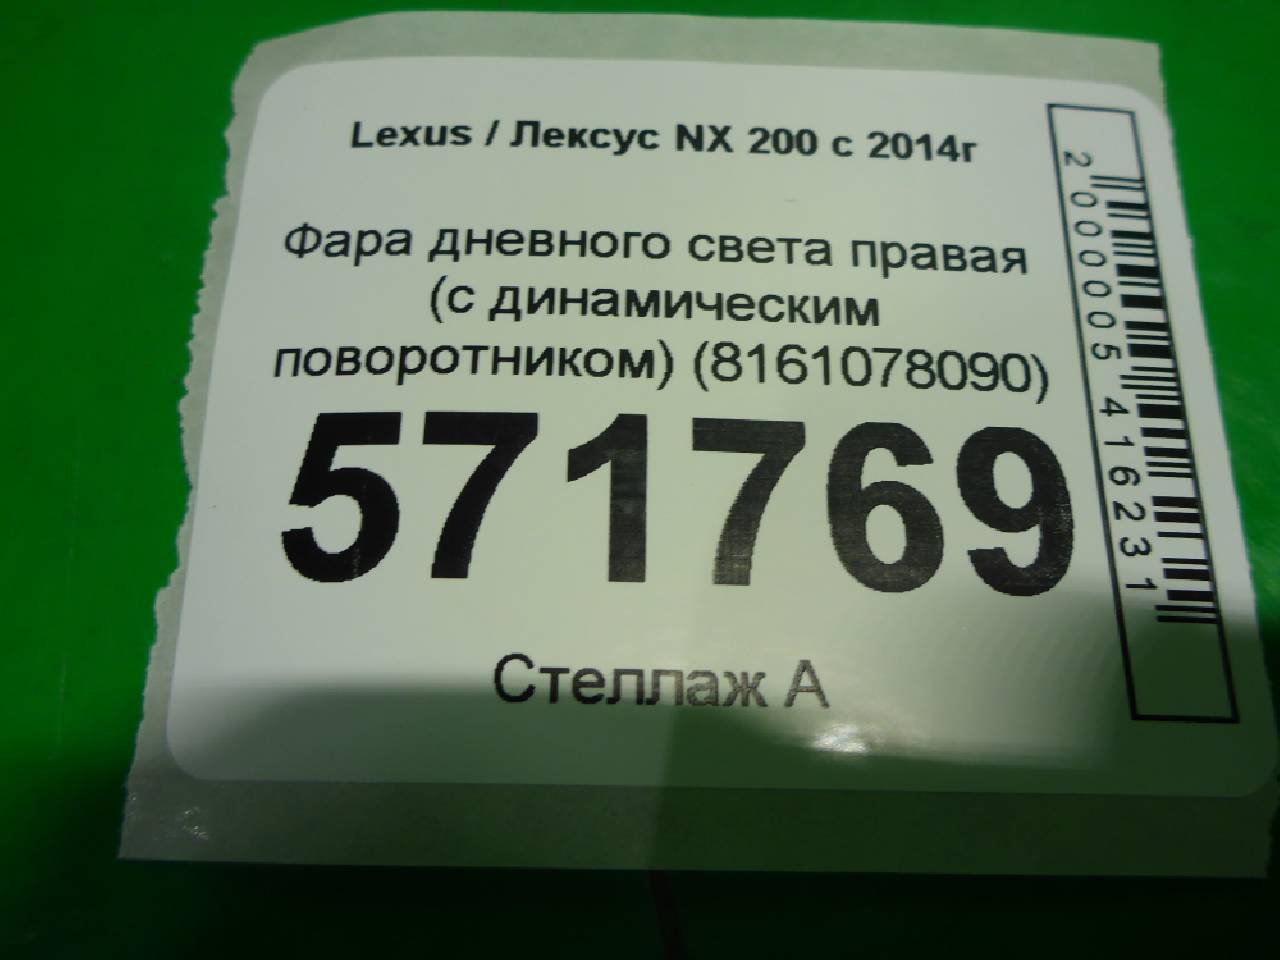 Lexus / Лексус NX 200 с 2014г
Фара дневного света правая
(с динамическим
поворотником) (8161078090)
571769
Стеллаж А
2000005416231